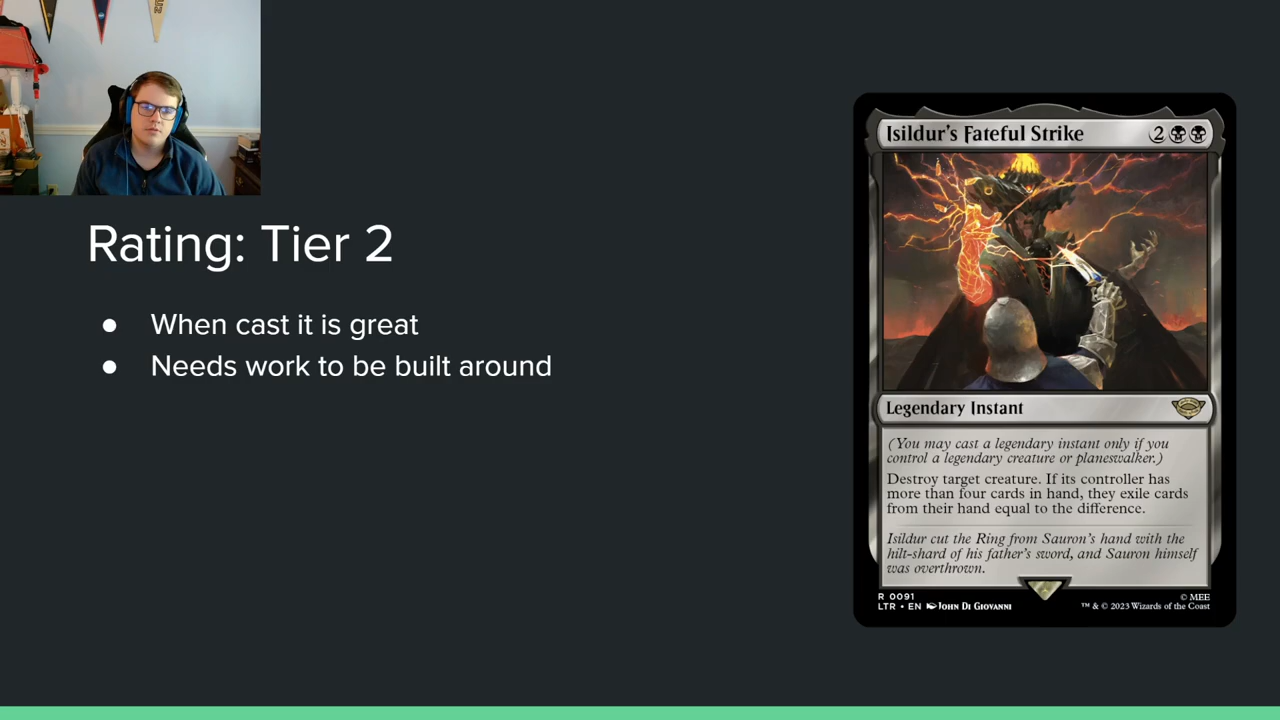 Rating: Tier 2
● When cast it is great
● Needs work to be built around
Isildur's Fateful Strike 2
Legendary Instant
(You may cast a legendary instant only if you
control a legendary creature or planeswalker.)
Destroy target creature. If its controller has
more than four cards in hand, they exile cards
from their hand equal to the difference.
Isildur cut the Ring from Sauron's hand with the
hilt-shard of his father's sword, and Sauron himself
was overthrown.
R 0091
LTR • EN John Di Giovanni
© MEE
™ & © 2023 Wizards of the Coast